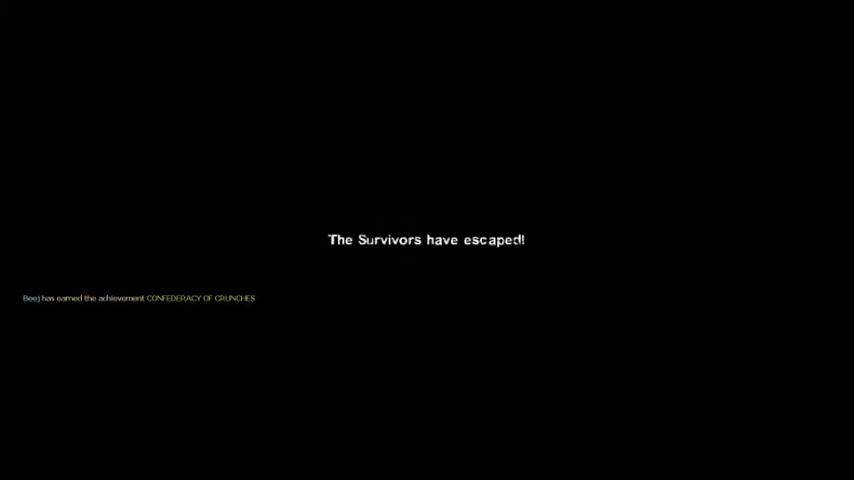 The Survivors have escaped!
Beej has earned the achievement CONFEDERACY OF CRUNCHES